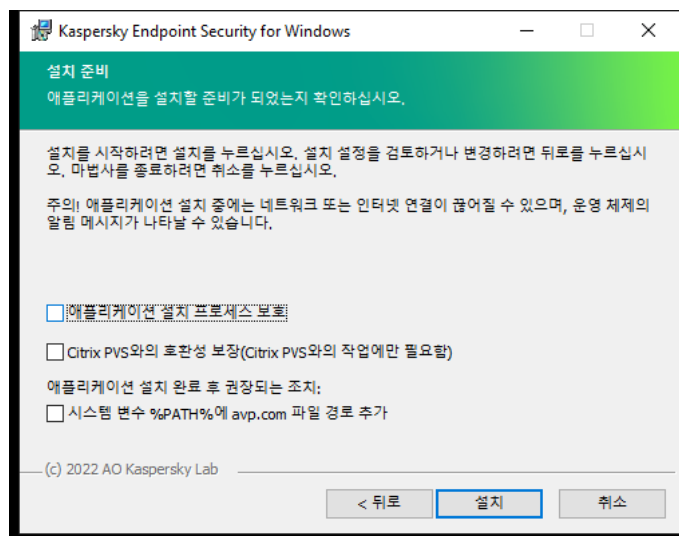 Kaspersky Endpoint Security for Windows
설치 준비
애플리케이션을 설치할 준비가 되었는지 확인하십시오.
설치를 시작하려면 설치를 누르십시오. 설치 설정을 검토하거나 변경하려면 뒤로를 누르십시
오. 마법사를 종료하려면 취소를 누르십시오.
주의! 애플리케이션 설치 중에는 네트워크 또는 인터넷 연결이 끊어질 수 있으며, 운영 체제의
알림 메시지가 나타날 수 있습니다.
애플리케이션 설치 프로세스 보호
Citrix PVS와의 호환성 보장(Citrix PVS와의 작업에만 필요함)
애플리케이션 설치 완료 후 권장되는 조치:
시스템 변수 %PATH%에 avp.com 파일 경로 추가
(c) 2022 AO Kaspersky Lab
< 뒤로 설치 취소